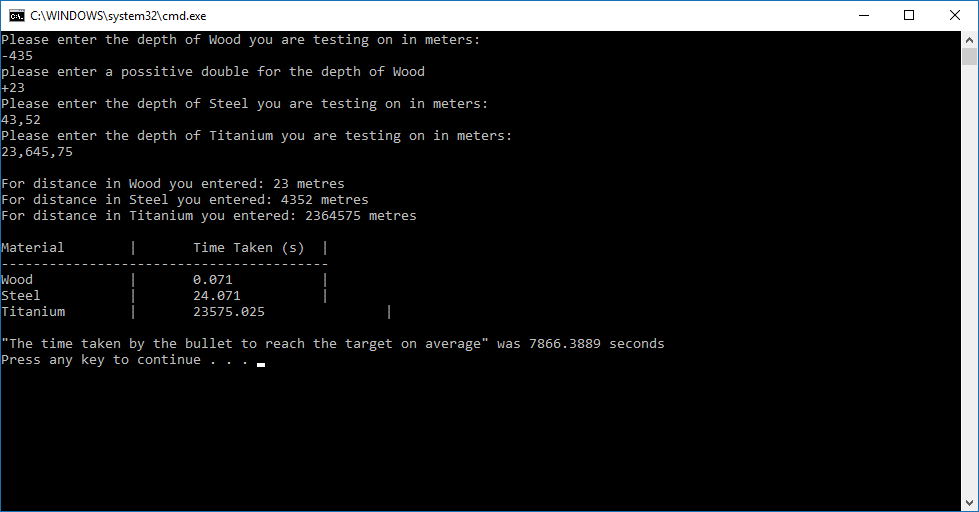 C:\WINDOWS\system32\cmd.exe
Please enter the depth of Wood you are testing on in meters:
-435
please enter a possitive double for the depth of Wood
+23
Please enter the depth of Steel you are testing on in meters:
43,52
Please enter the depth of Titanium you are testing on in meters:
23,645,75
For distance in Wood you entered: 23 metres
For distance in Steel you entered: 4352 metres
For distance in Titanium you entered: 2364575 metres
Material | Time Taken (s) |
-----------------------------------------
Wood | 0.071 |
Steel | 24.071 |
Titanium | 23575.025 |
"The time taken by the bullet to reach the target on average" was 7866.3889 seconds
Press any key to continue . . .